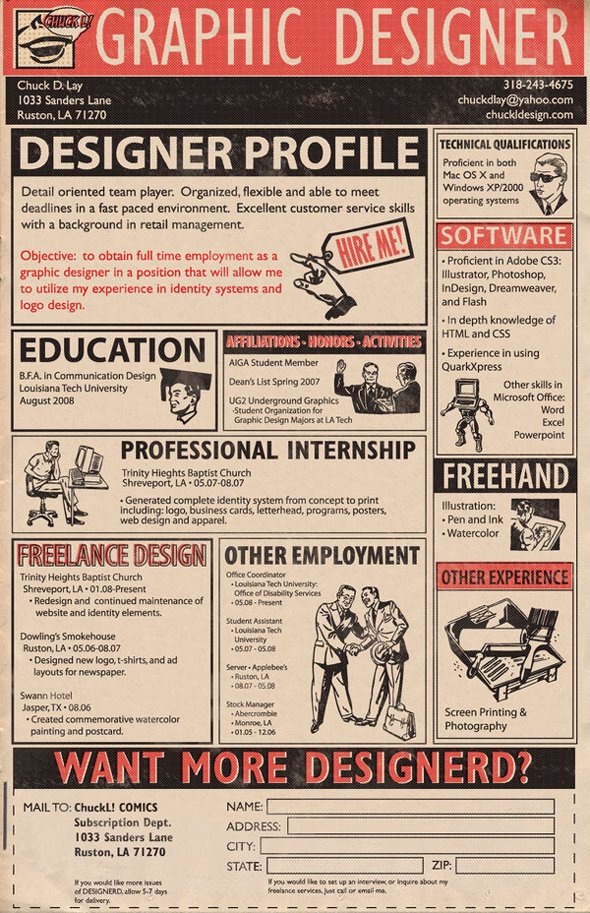 CHUCK L!
GRAPHIC DESIGNER
Chuck D. Lay
1033 Sanders Lane
Ruston, LA 71270
318-243-4675
chuckdlay@yahoo.com
chuckldesign.com
DESIGNER PROFILE
Detail oriented team player. Organized, flexible and able to meet
deadlines in a fast paced environment. Excellent customer service skills
with a background in retail management.
Objective: to obtain full time employment as a
graphic designer in a position that will allow me
to utilize my experience in identity systems and
logo design.
HIRE ME!
TECHNICAL QUALIFICATIONS
Proficient in both
Mac OS X and
Windows XP/2000
operating systems
SOFTWARE
• Proficient in Adobe CS3:
Illustrator, Photoshop,
InDesign, Dreamweaver,
and Flash
• In depth knowledge of
HTML and CSS
• Experience in using
QuarkXpress
Other skills in
Microsoft Office:
Word
Excel
Powerpoint
EDUCATION
B.F.A. in Communication Design
Louisiana Tech University
August 2008
AFFILIATIONS • HONORS • ACTIVITIES
AIGA Student Member
Dean's List Spring 2007
UG2 Underground Graphics
-Student Organization for
Graphic Design Majors at LA Tech
PROFESSIONAL INTERNSHIP
Trinity Hieghts Baptist Church
Shreveport, LA • 05.07-08.07
• Generated complete identity system from concept to print
including: logo, business cards, letterhead, programs, posters,
web design and apparel.
FREEHAND
Illustration:
• Pen and Ink
• Watercolor
FREELANCE DESIGN
Trinity Heights Baptist Church
Shreveport, LA • 01.08-Present
• Redesign and continued maintenance of
website and identity elements.
Dowling's Smokehouse
Ruston, LA • 05.06-08.07
• Designed new logo, t-shirts, and ad
layouts for newspaper.
Swann Hotel
Jasper, TX • 08.06
• Created commemorative watercolor
painting and postcard.
OTHER EMPLOYMENT
Office Coordinator
• Louisiana Tech University:
Office of Disability Services
• 05.08 - Present
Student Assistant
• Louisiana Tech
University
• 05.07 - 05.08
Server • Applebee's
• Ruston, LA
• 08.07 - 05.08
Stock Manager
• Abercrombie
• Monroe, LA
• 01.05 - 12.06
OTHER EXPERIENCE
Screen Printing &
Photography
WANT MORE DESIGNERD?
MAIL TO: ChuckL! COMICS
Subscription Dept.
1033 Sanders Lane
Ruston, LA 71270
If you would like more issues
of DESIGNERD, allow 5-7 days
for delivery.
NAME:
ADDRESS:
CITY:
STATE: ZIP:
If you would like to set up an interview, or inquire about my
freelance services, just call or email me.